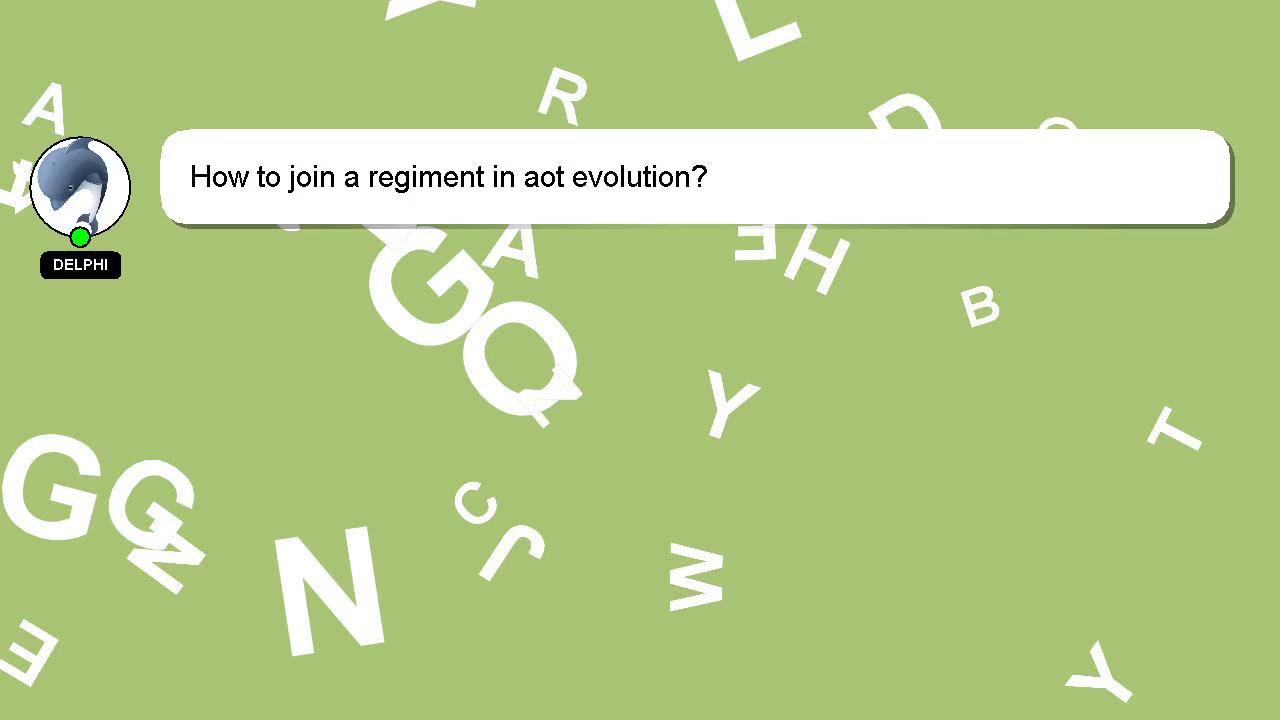 How to join a regiment in aot evolution?
DELPHI
L
R
A
D
A
E
H
G
B
Q
Y
T
G
G
N
C
J
N
W
E
Y